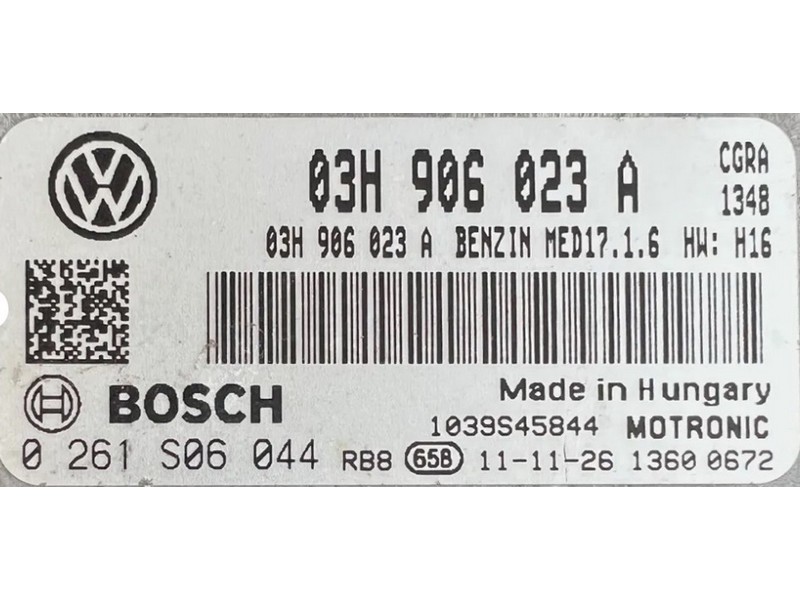 03H 906 023 A CGRA
1348
03H 906 023 A BENZIN MED17.1.6 HW: H16
BOSCH Made in Hungary
1039S45844 MOTRONIC
0 261 S06 044 RB8 65B 11-11-26 1360 0672